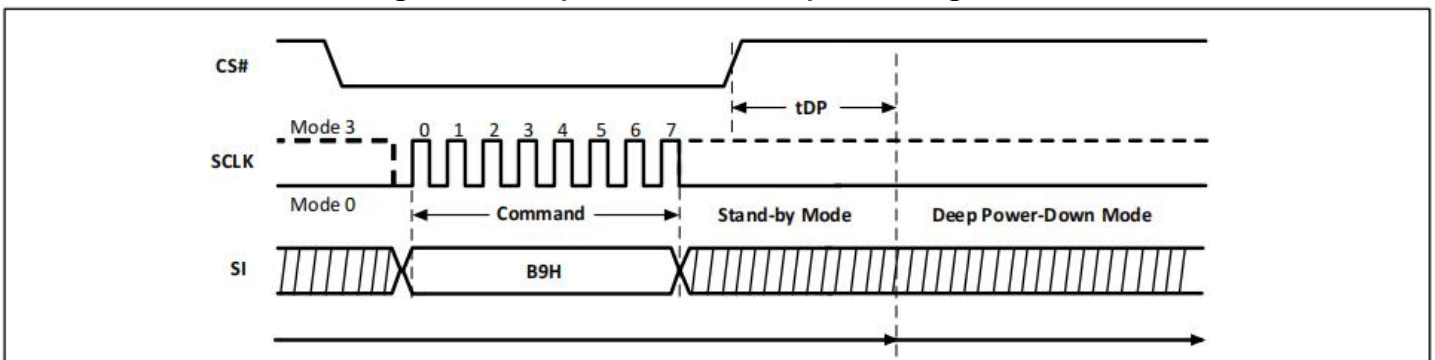 CS#
tDP
Mode 3
0 1 2 3 4 5 6 7
SCLK
Mode 0
Command
Stand-by Mode
Deep Power-Down Mode
SI
B9H